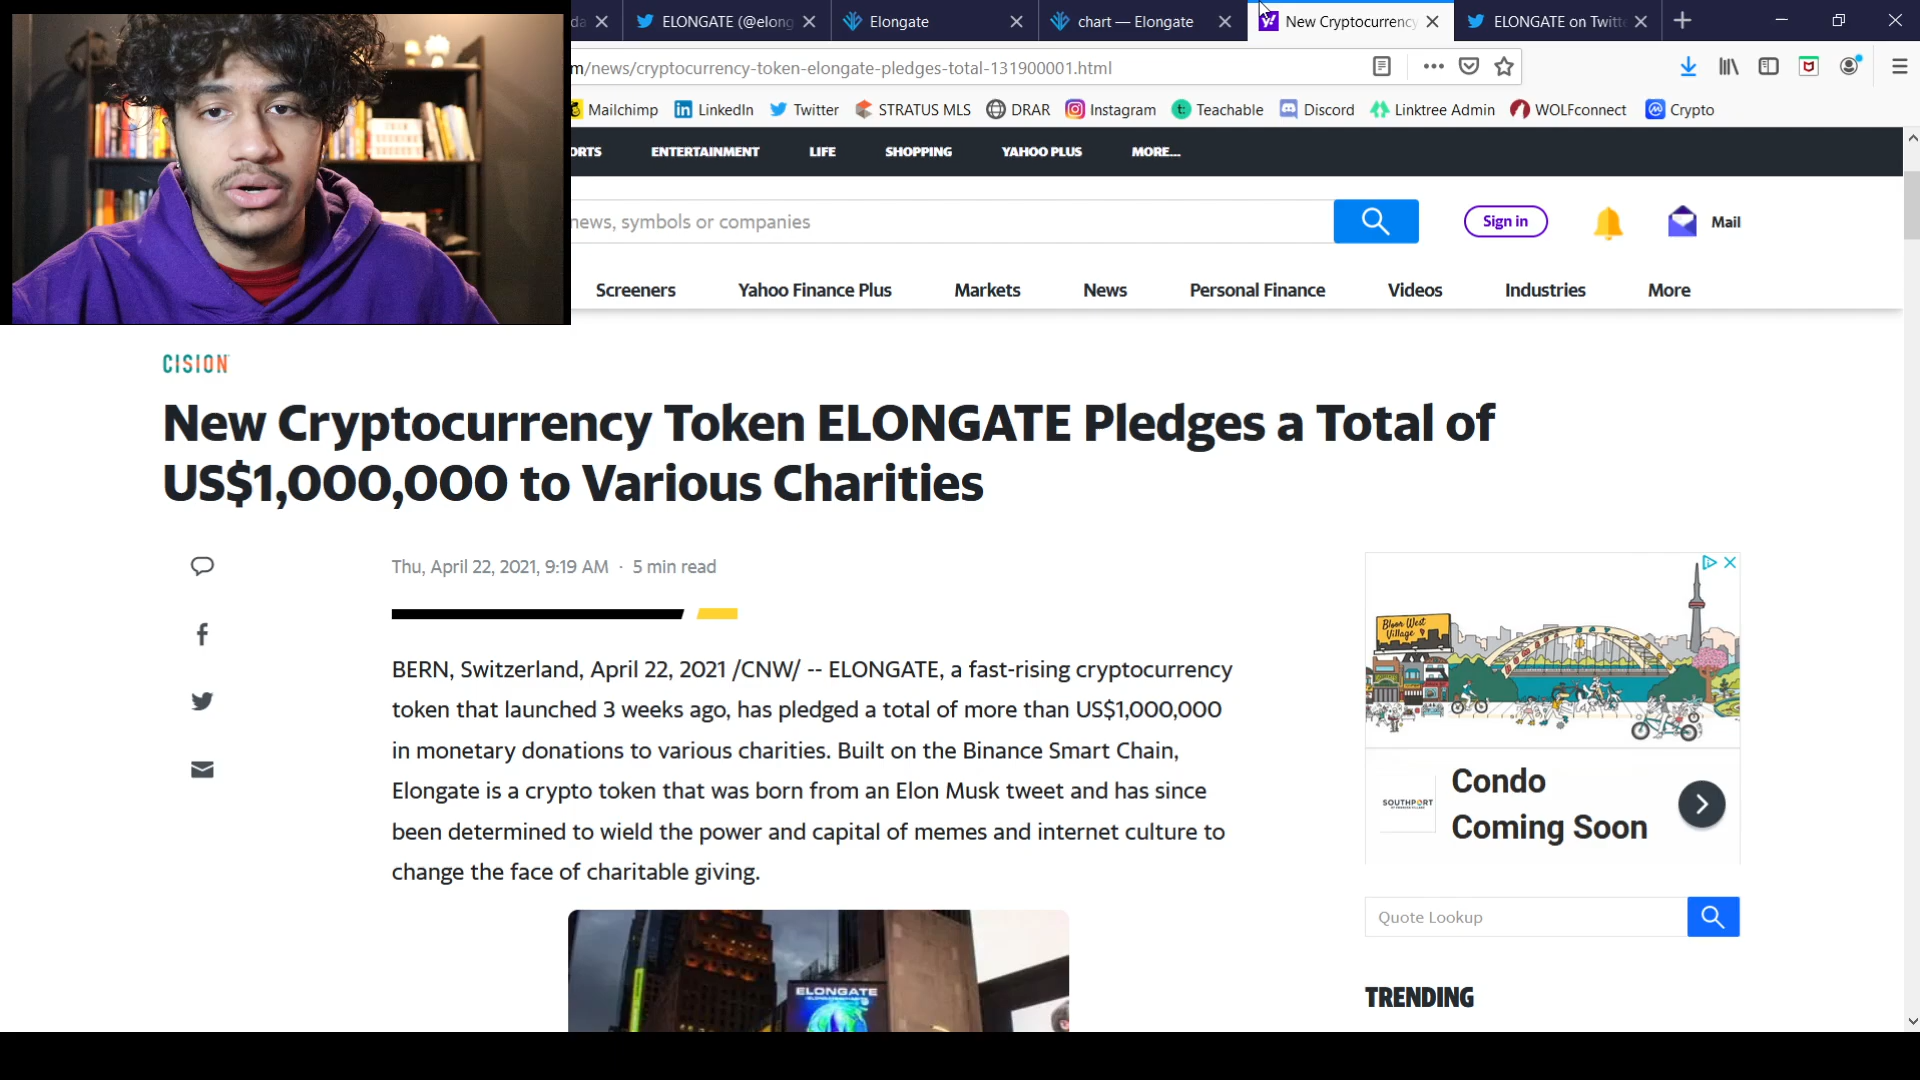 da
ELONGATE (@elong
Elongate
chart — Elongate
New Cryptocurrency
ELONGATE on Twitte
m/news/cryptocurrency-token-elongate-pledges-total-131900001.html
Mailchimp
LinkedIn
Twitter
STRATUS MLS
DRAR
Instagram
Teachable
Discord
Linktree Admin
WOLFconnect
Crypto
ORTS
ENTERTAINMENT
LIFE
SHOPPING
YAHOO PLUS
MORE...
news, symbols or companies
Sign in
Mail
Screeners
Yahoo Finance Plus
Markets
News
Personal Finance
Videos
Industries
More
CISION
New Cryptocurrency Token ELONGATE Pledges a Total of
US$1,000,000 to Various Charities
Thu, April 22, 2021, 9:19 AM · 5 min read
BERN, Switzerland, April 22, 2021 /CNW/ -- ELONGATE, a fast-rising cryptocurrency
token that launched 3 weeks ago, has pledged a total of more than US$1,000,000
in monetary donations to various charities. Built on the Binance Smart Chain,
Elongate is a crypto token that was born from an Elon Musk tweet and has since
been determined to wield the power and capital of memes and internet culture to
change the face of charitable giving.
ELONGATE
Bloor West
Village
SOUTHPORT
Condo
Coming Soon
Quote Lookup
TRENDING